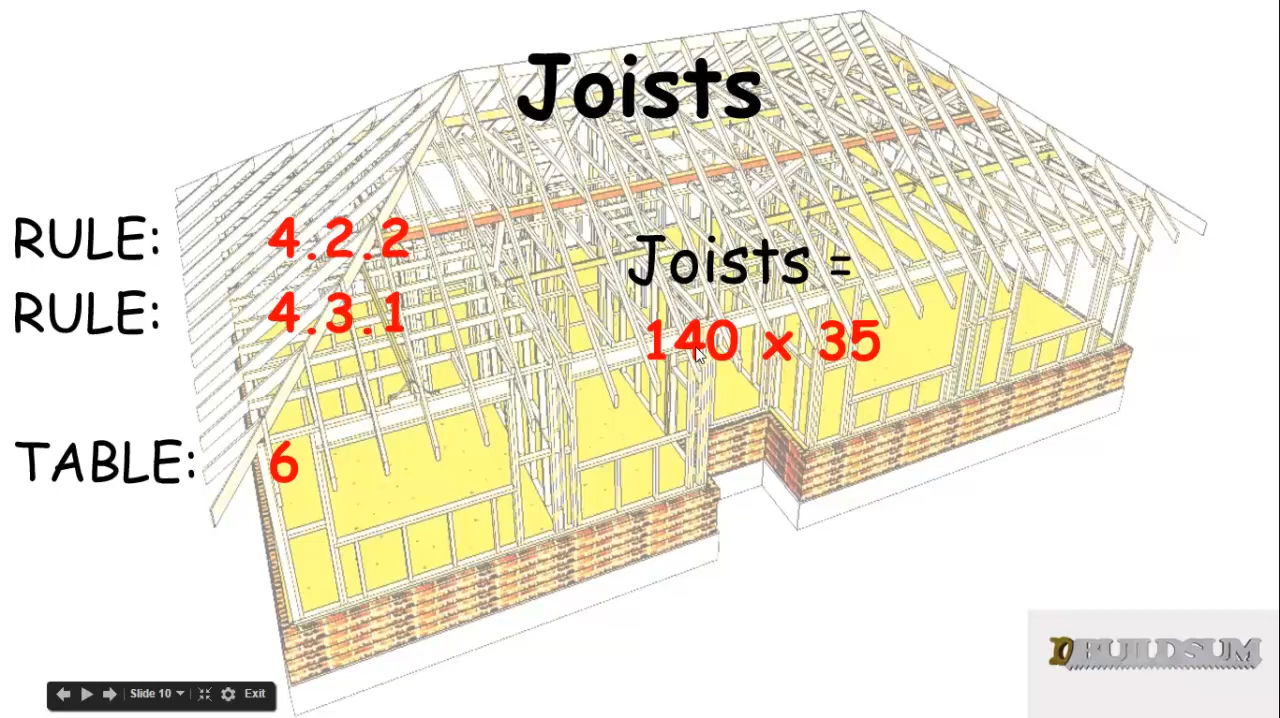 Joists
RULE: 4.2.2
RULE: 4.3.1
TABLE: 6
Joists =
140 x 35
BUILDSUM
Slide 10
Exit